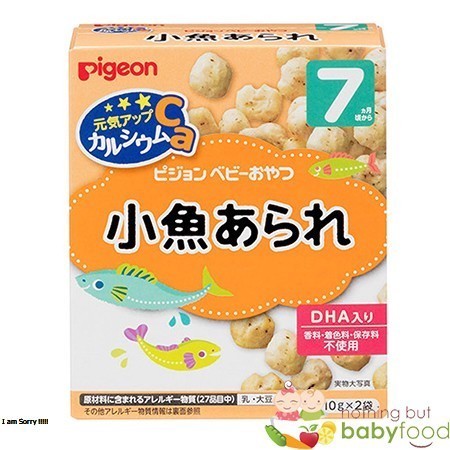 小魚あられ
Pigeon
元気アップ
カルシウム
Ca
7
ヵ月
頃から
ピジョン ベビーおやつ
小魚あられ
DHA入り
香料・着色料・保存料
不使用
実物大写真
原材料に含まれるアレルギー物質(27品目中) 乳・大豆
その他アレルギー物質情報は裏面参照
10g×2袋
I am Sorry !!!!!
nothing but
babyfood